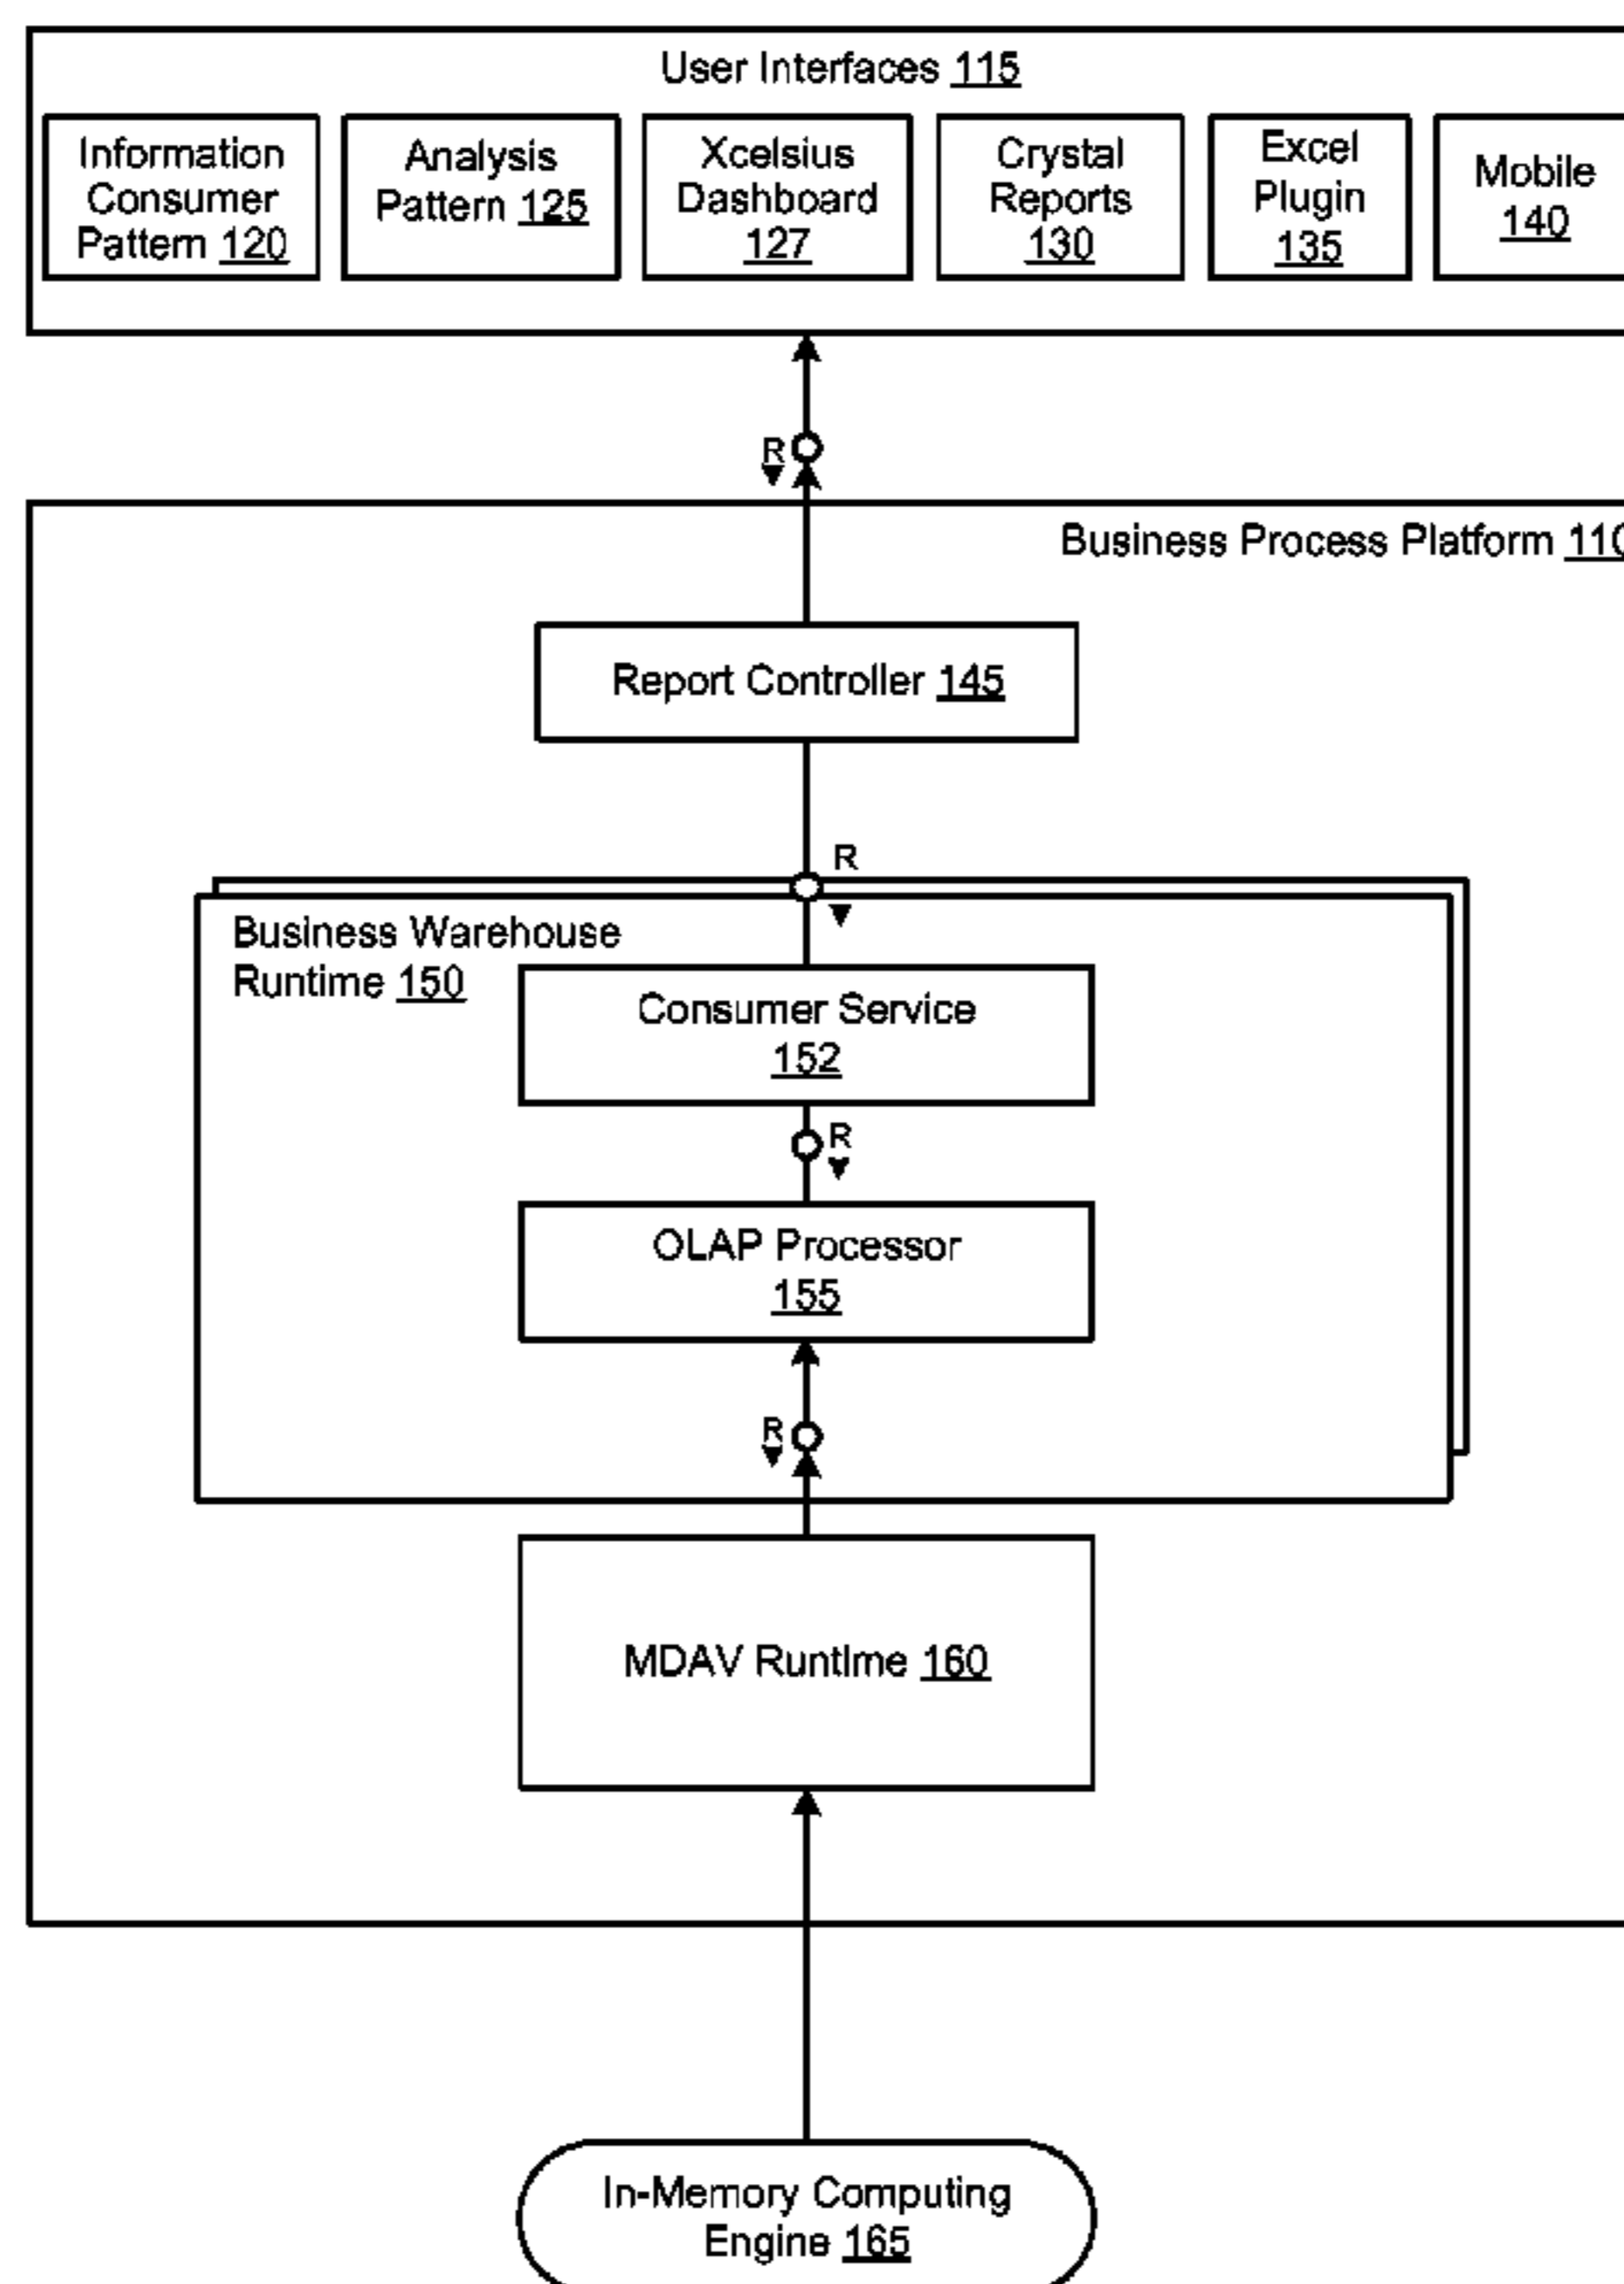 User Interfaces 115
Information
Consumer
Pattern 120
Analysis
Pattern 125
Xcelsius
Dashboard
127
Crystal
Reports
130
Excel
Plugin
135
Mobile
140
R
Business Process Platform 110
Report Controller 145
R
Business Warehouse
Runtime 150
Consumer Service
152
R
OLAP Processor
155
R
MDAV Runtime 160
In-Memory Computing
Engine 165